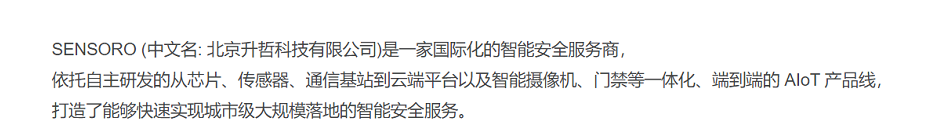 SENSORO (中文名: 北京升哲科技有限公司)是一家国际化的智能安全服务商，
依托自主研发的从芯片、传感器、通信基站到云端平台以及智能摄像机、门禁等一体化、端到端的 AIoT 产品线，
打造了能够快速实现城市级大规模落地的智能安全服务。